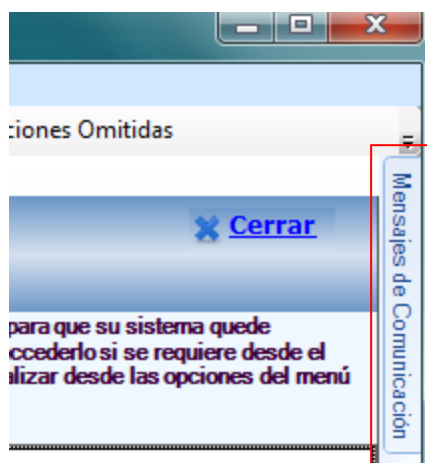 ciones Omitidas
Cerrar
para que su sistema quede
occederlo si se requiere desde el
alizar desde las opciones del menú
Mensajes de Comunicación